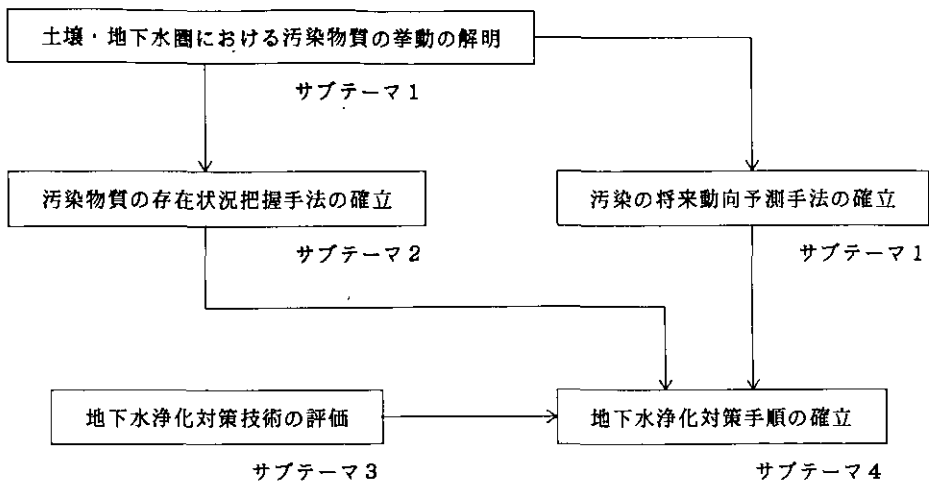 土壌・地下水圏における汚染物質の挙動の解明
サブテーマ1
汚染物質の存在状況把握手法の確立
汚染の将来動向予測手法の確立
サブテーマ2
サブテーマ1
地下水浄化対策技術の評価
地下水浄化対策手順の確立
サブテーマ3
サブテーマ4